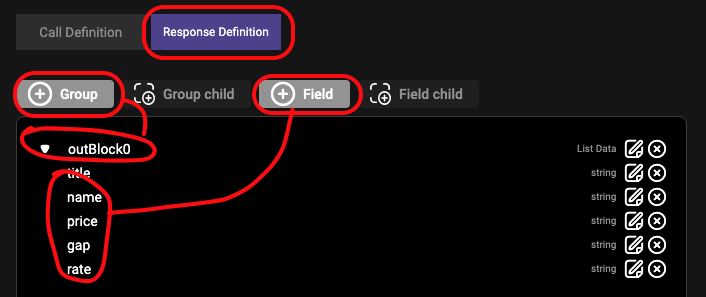 Call Definition Response Definition
Group Group child Field Field child
outBlock0 List Data
title string
name string
price string
gap string
rate string